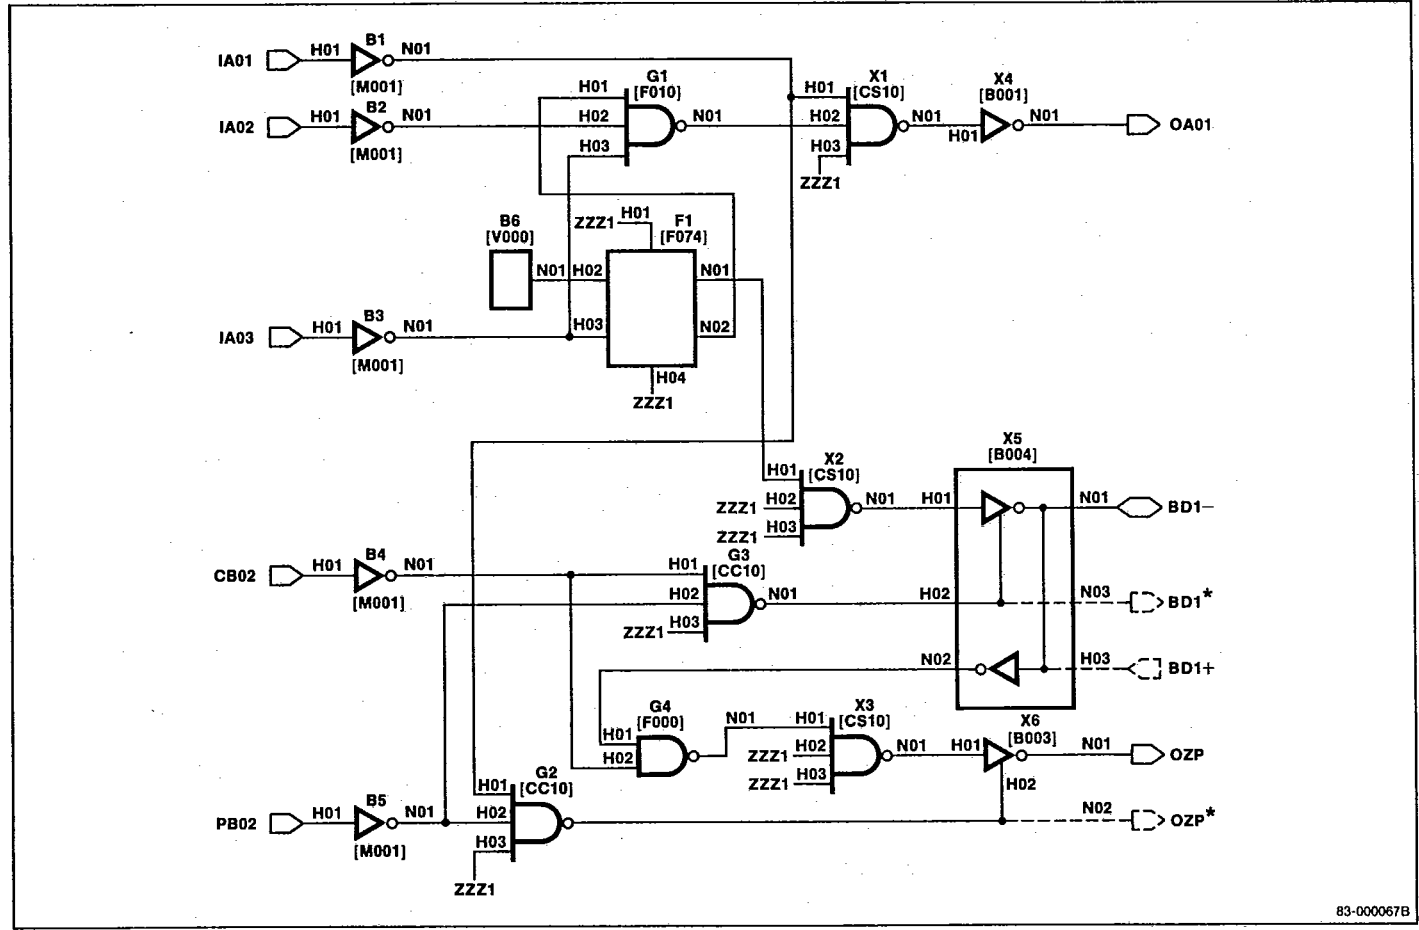 IA01 H01 B1 N01
[M001]
IA02 H01 B2 N01
[M001]
H01 G1
[F010]
H02 N01
H03
H01 X1
[CS10]
H02 N01
H03
ZZZ1
X4
[B001]
H01 N01 OA01
B6
[V000]
N01
ZZZ1 H01 F1
[F074]
H02 N01
H03 N02
H04
ZZZ1
IA03 H01 B3 N01
[M001]
H01 X2
[CS10]
ZZZ1 H02 N01
ZZZ1 H03
X5
[B004]
H01 N01 BD1−
H02 N03 BD1*
N02 H03 BD1+
CB02 H01 B4 N01
[M001]
H01 G3
[CC10]
H02 N01
ZZZ1 H03
G4
[F000]
H01 N01
H02
H01 X3
[CS10]
ZZZ1 H02 N01
ZZZ1 H03
X6
[B003]
H01 N01 OZP
H02
N02 OZP*
PB02 H01 B5 N01
[M001]
H01 G2
[CC10]
H02
H03
ZZZ1
83-000067B